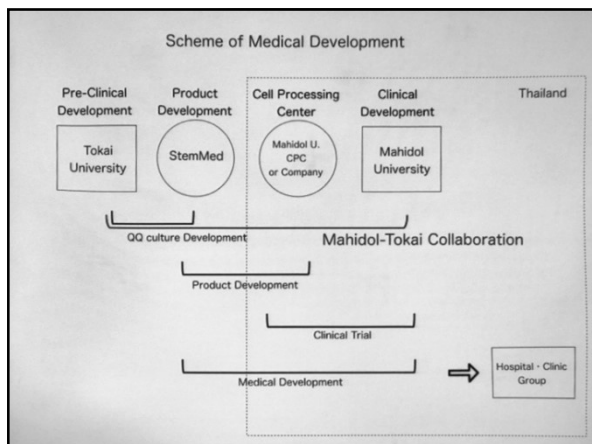 Scheme of Medical Development
Thailand
Pre-Clinical
Development
Product
Development
Cell Processing
Center
Clinical
Development
Tokai
University
StemMed
Mahidol U.
CPC
or Company
Mahidol
University
QQ culture Development
Mahidol-Tokai Collaboration
Product Development
Clinical Trial
Medical Development
Hospital・Clinic
Group